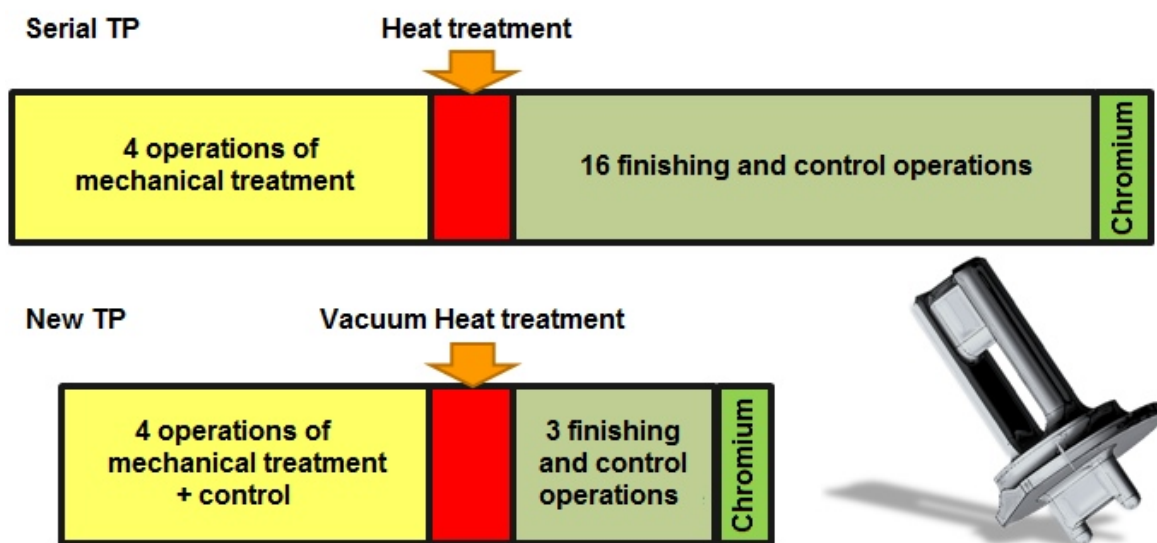 Serial TP
Heat treatment
4 operations of
mechanical treatment
16 finishing and control operations
Chromium
New TP
Vacuum Heat treatment
4 operations of
mechanical treatment
+ control
3 finishing
and control
operations
Chromium